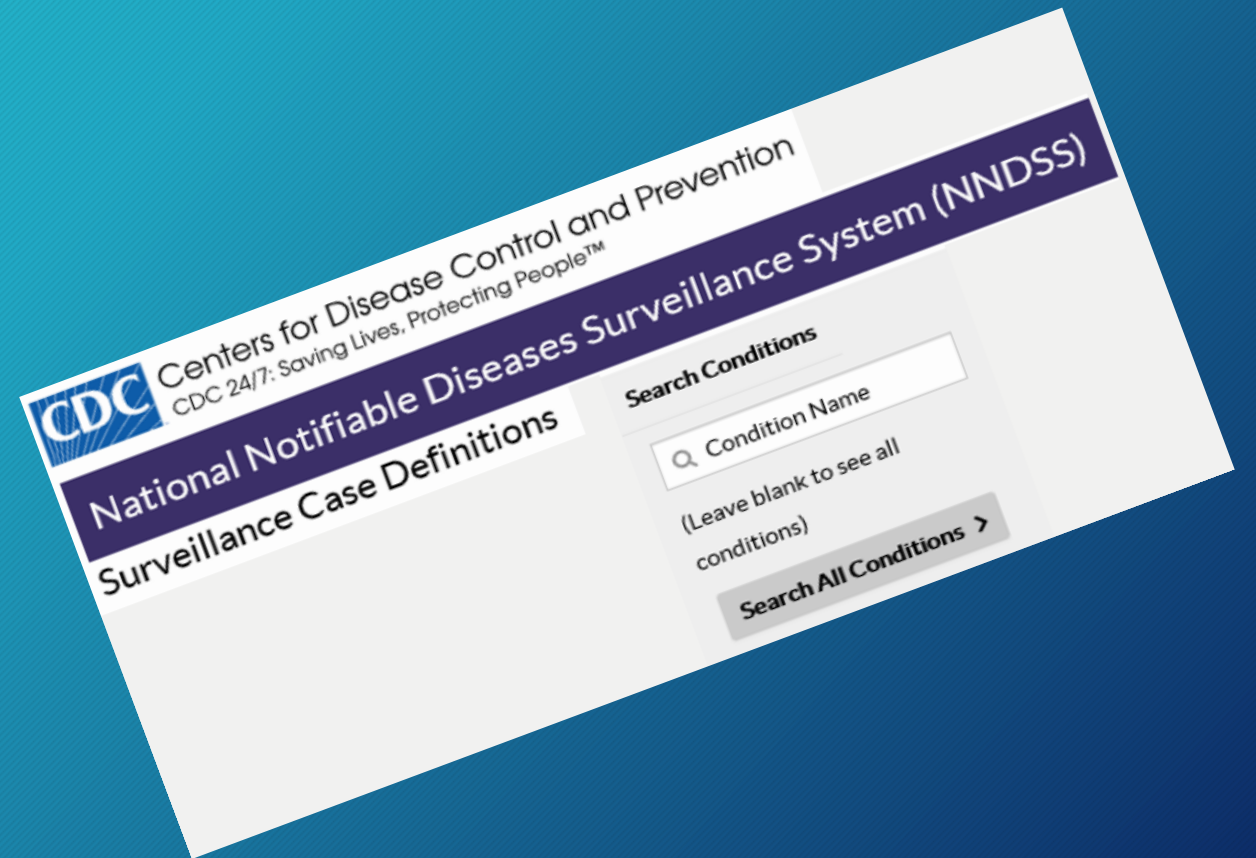 CDC
Centers for Disease Control and Prevention
CDC 24/7: Saving Lives, Protecting People™
National Notifiable Diseases Surveillance System (NNDSS)
Surveillance Case Definitions
Search Conditions
Condition Name
(Leave blank to see all
conditions)
Search All Conditions